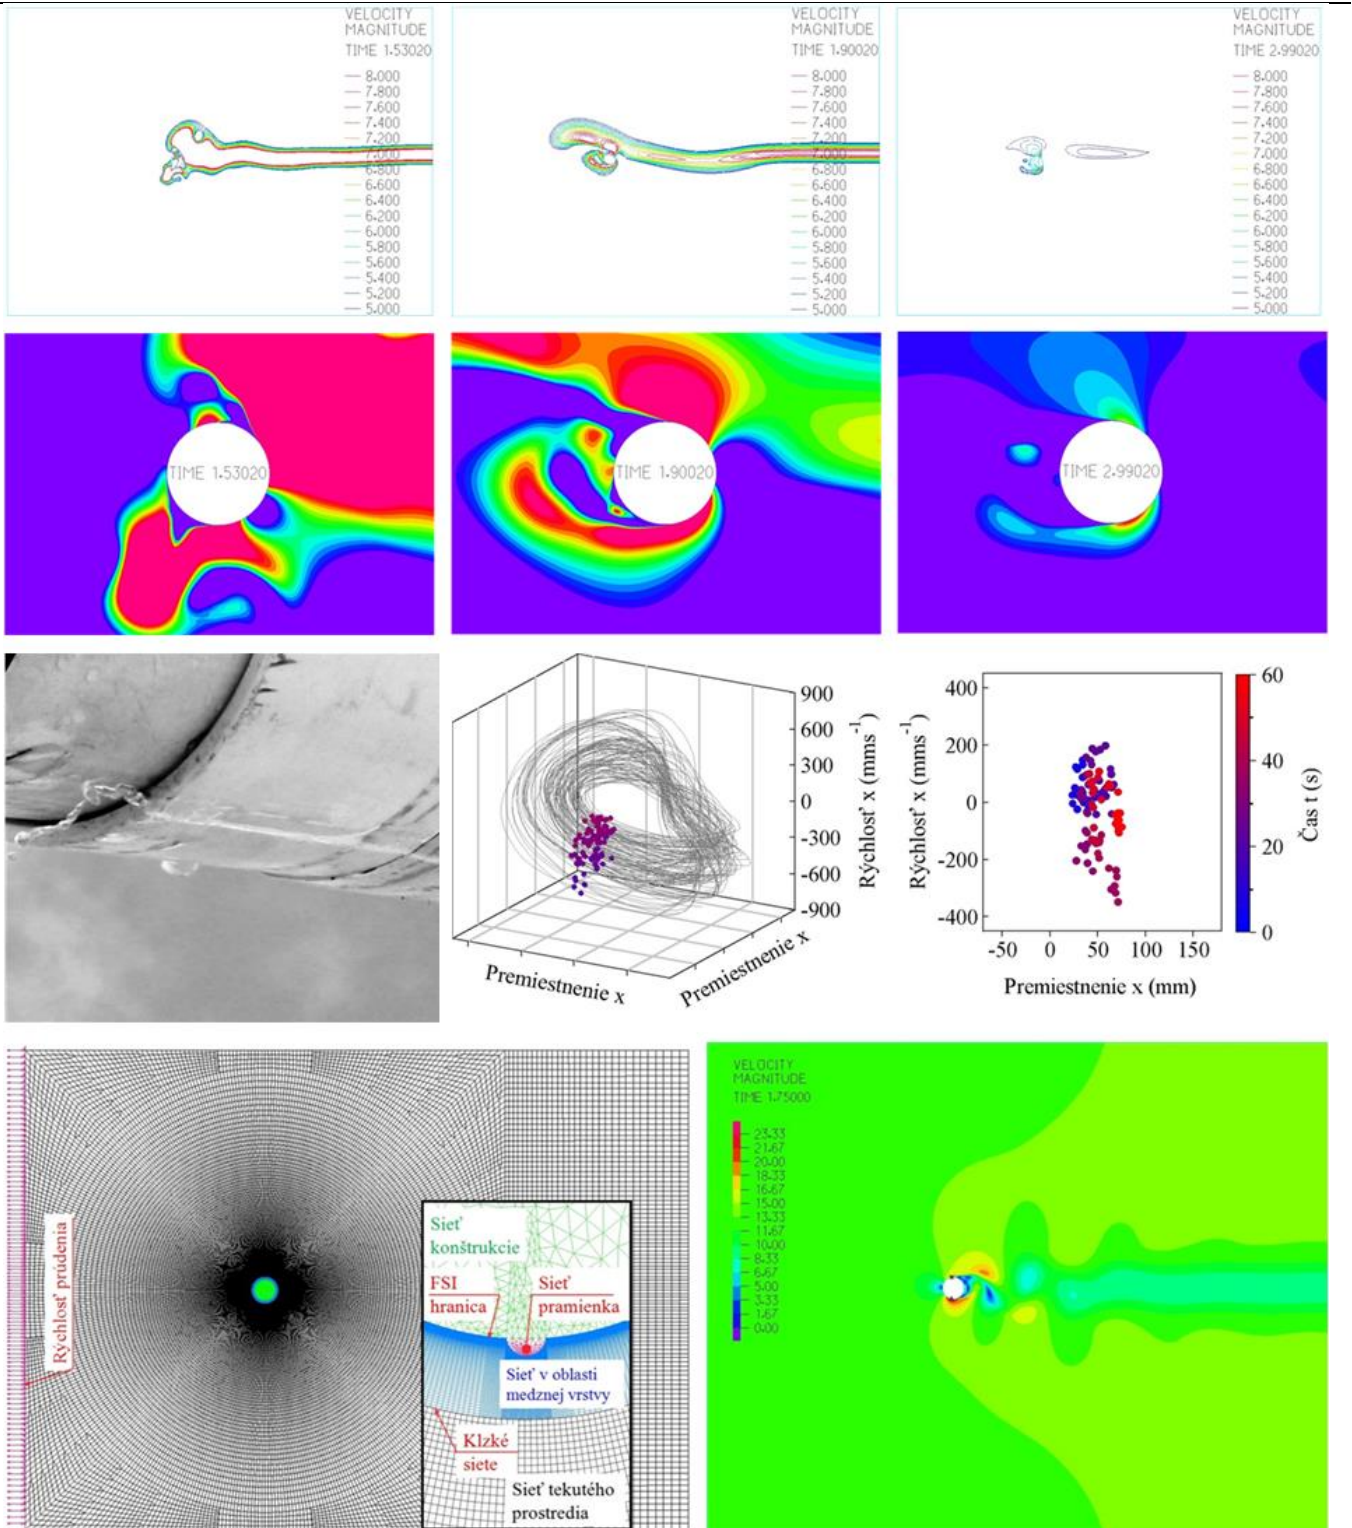 VELOCITY
MAGNITUDE
TIME 1.53020
8.000
7.800
7.600
7.400
7.200
7.000
6.800
6.600
6.400
6.200
6.000
5.800
5.600
5.400
5.200
5.000
VELOCITY
MAGNITUDE
TIME 1.90020
8.000
7.800
7.600
7.400
7.200
7.000
6.800
6.600
6.400
6.200
6.000
5.800
5.600
5.400
5.200
5.000
VELOCITY
MAGNITUDE
TIME 2.99020
8.000
7.800
7.600
7.400
7.200
7.000
6.800
6.600
6.400
6.200
6.000
5.800
5.600
5.400
5.200
5.000
TIME 1.53020
TIME 1.90020
TIME 2.99020
900
600
300
0
-300
-600
-900
Rýchlosť x (mms⁻¹)
Premiestnenie x
Premiestnenie x
400
200
0
-200
-400
Rýchlosť x (mms⁻¹)
-50 0 50 100 150
Premiestnenie x (mm)
60
40
20
0
Čas t (s)
Rýchlosť prúdenia
Sieť
konštrukcie
FSI
hranica
Sieť
pramienka
Sieť v oblasti
medznej vrstvy
Klzké
siete
Sieť tekutého
prostredia
VELOCITY
MAGNITUDE
TIME 1.75000
23.33
21.67
20.00
18.33
16.67
15.00
13.33
11.67
10.00
8.33
6.67
5.00
3.33
1.67
0.00